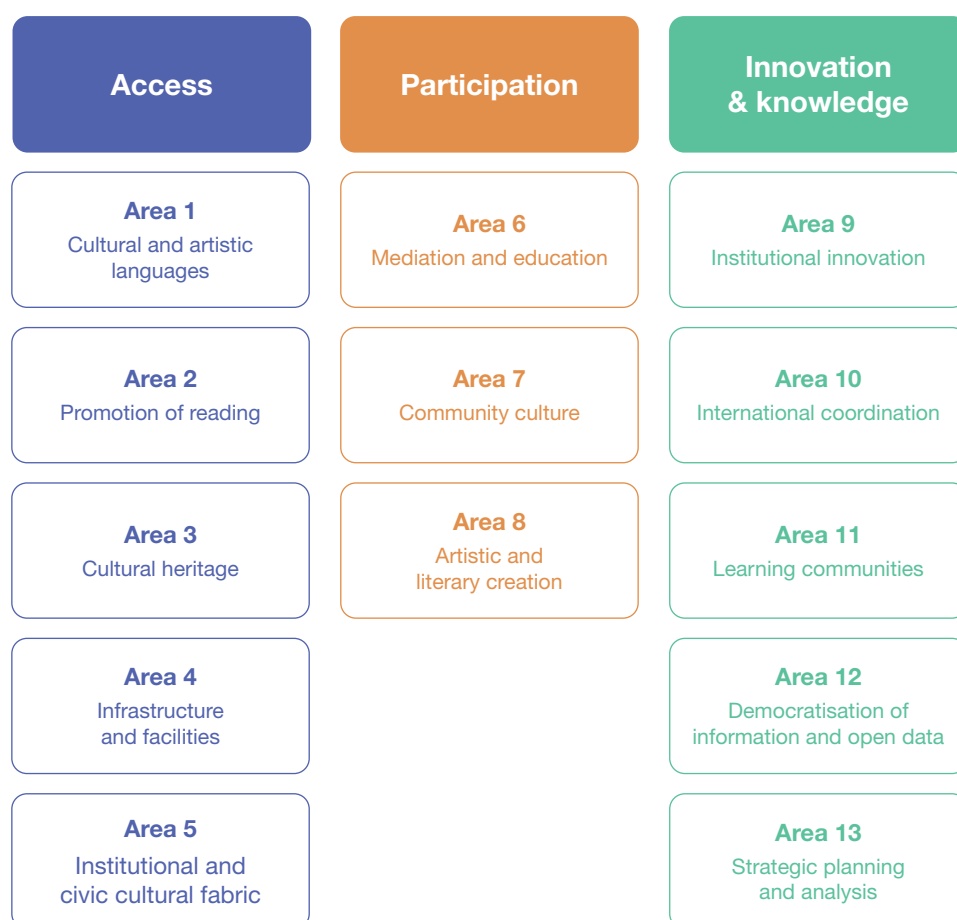 Access
Area 1
Cultural and artistic
languages
Area 2
Promotion of reading
Area 3
Cultural heritage
Area 4
Infrastructure
and facilities
Area 5
Institutional and
civic cultural fabric
Participation
Area 6
Mediation and education
Area 7
Community culture
Area 8
Artistic and
literary creation
Innovation
& knowledge
Area 9
Institutional innovation
Area 10
International coordination
Area 11
Learning communities
Area 12
Democratisation of
information and open data
Area 13
Strategic planning
and analysis